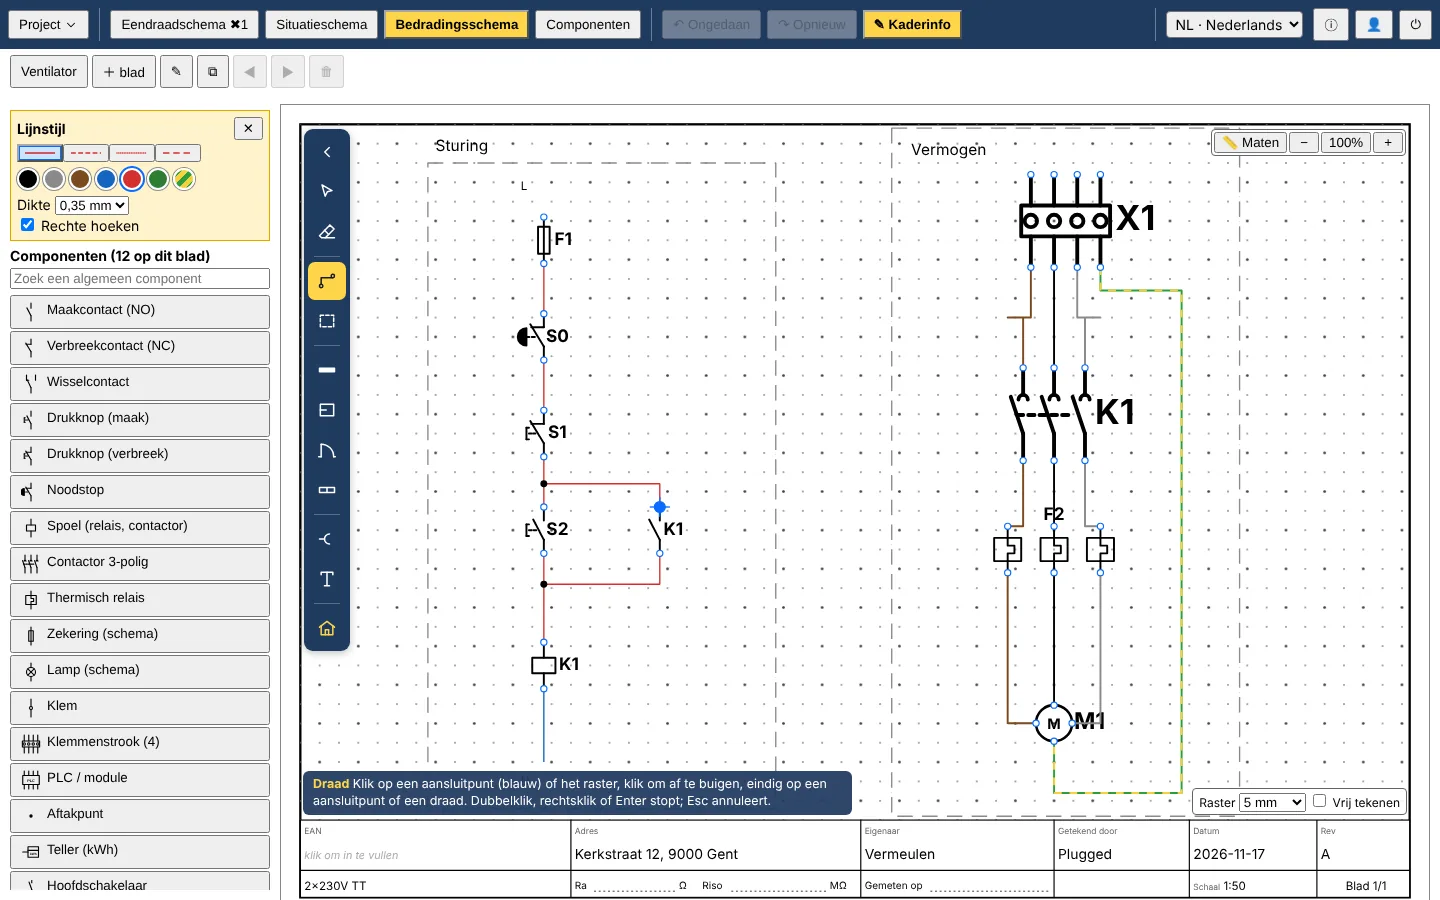 Project
Eendraadschema ✖1
Situatieschema
Bedradingsschema
Componenten
↶ Ongedaan
↷ Opnieuw
✎ Kaderinfo
NL · Nederlands
Ventilator
+ blad
Lijnstijl
Dikte 0,35 mm
Rechte hoeken
Componenten (12 op dit blad)
Zoek een algemeen component
Maakcontact (NO)
Verbreekcontact (NC)
Wisselcontact
Drukknop (maak)
Drukknop (verbreek)
Noodstop
Spoel (relais, contactor)
Contactor 3-polig
Thermisch relais
Zekering (schema)
Lamp (schema)
Klem
Klemmenstrook (4)
PLC / module
Aftakpunt
Teller (kWh)
Hoofdschakelaar
Sturing
L
F1
S0
S1
S2
K1
K1
Vermogen
X1
K1
F2
M
M1
Maten
−
100%
+
Draad Klik op een aansluitpunt (blauw) of het raster, klik om af te buigen, eindig op een
aansluitpunt of een draad. Dubbelklik, rechtsklik of Enter stopt; Esc annuleert.
Raster 5 mm
Vrij tekenen
EAN
klik om in te vullen
Adres
Kerkstraat 12, 9000 Gent
Eigenaar
Vermeulen
Getekend door
Plugged
Datum
2026-11-17
Rev
A
2×230V TT
Ra Ω Riso MΩ
Gemeten op
Schaal 1:50
Blad 1/1